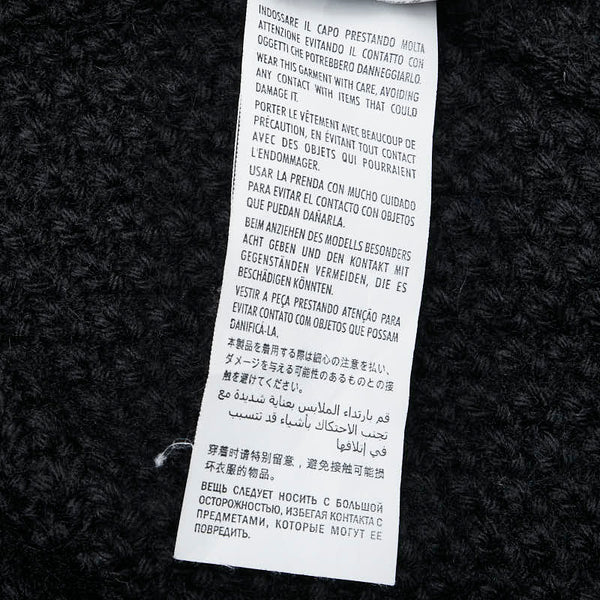 INDOSSARE IL CAPO PRESTANDO MOLTA
ATTENZIONE EVITANDO IL CONTATTO CON
OGGETTI CHE POTREBBERO DANNEGGIARLO.
WEAR THIS GARMENT WITH CARE, AVOIDING
ANY CONTACT WITH ITEMS THAT COULD
DAMAGE IT.
PORTER LE VÊTEMENT AVEC BEAUCOUP DE
PRÉCAUTION, EN ÉVITANT TOUT CONTACT
AVEC DES OBJETS QUI POURRAIENT
L'ENDOMMAGER.
USAR LA PRENDA CON MUCHO CUIDADO
PARA EVITAR EL CONTACTO CON OBJETOS
QUE PUEDAN DAÑARLA.
BEIM ANZIEHEN DES MODELLS BESONDERS
ACHT GEBEN UND DEN KONTAKT MIT
GEGENSTÄNDEN VERMEIDEN, DIE ES
BESCHÄDIGEN KÖNNTEN.
VESTIR A PEÇA PRESTANDO ATENÇÃO PARA
EVITAR CONTATO COM OBJETOS QUE POSSAM
DANIFICÁ-LA.
本製品を着用する際は細心の注意を払い、
ダメージを与える可能性のあるものとの接
触を避けてください。
قم بارتداء الملابس بعناية شديدة مع
تجنب الاحتكاك بأشياء قد تتسبب
في إتلافها
穿着时请特别留意，避免接触可能损
坏衣服的物品。
ВЕЩЬ СЛЕДУЕТ НОСИТЬ С БОЛЬШОЙ
ОСТОРОЖНОСТЬЮ, ИЗБЕГАЯ КОНТАКТА С
ПРЕДМЕТАМИ, КОТОРЫЕ МОГУТ ЕЕ
ПОВРЕДИТЬ.